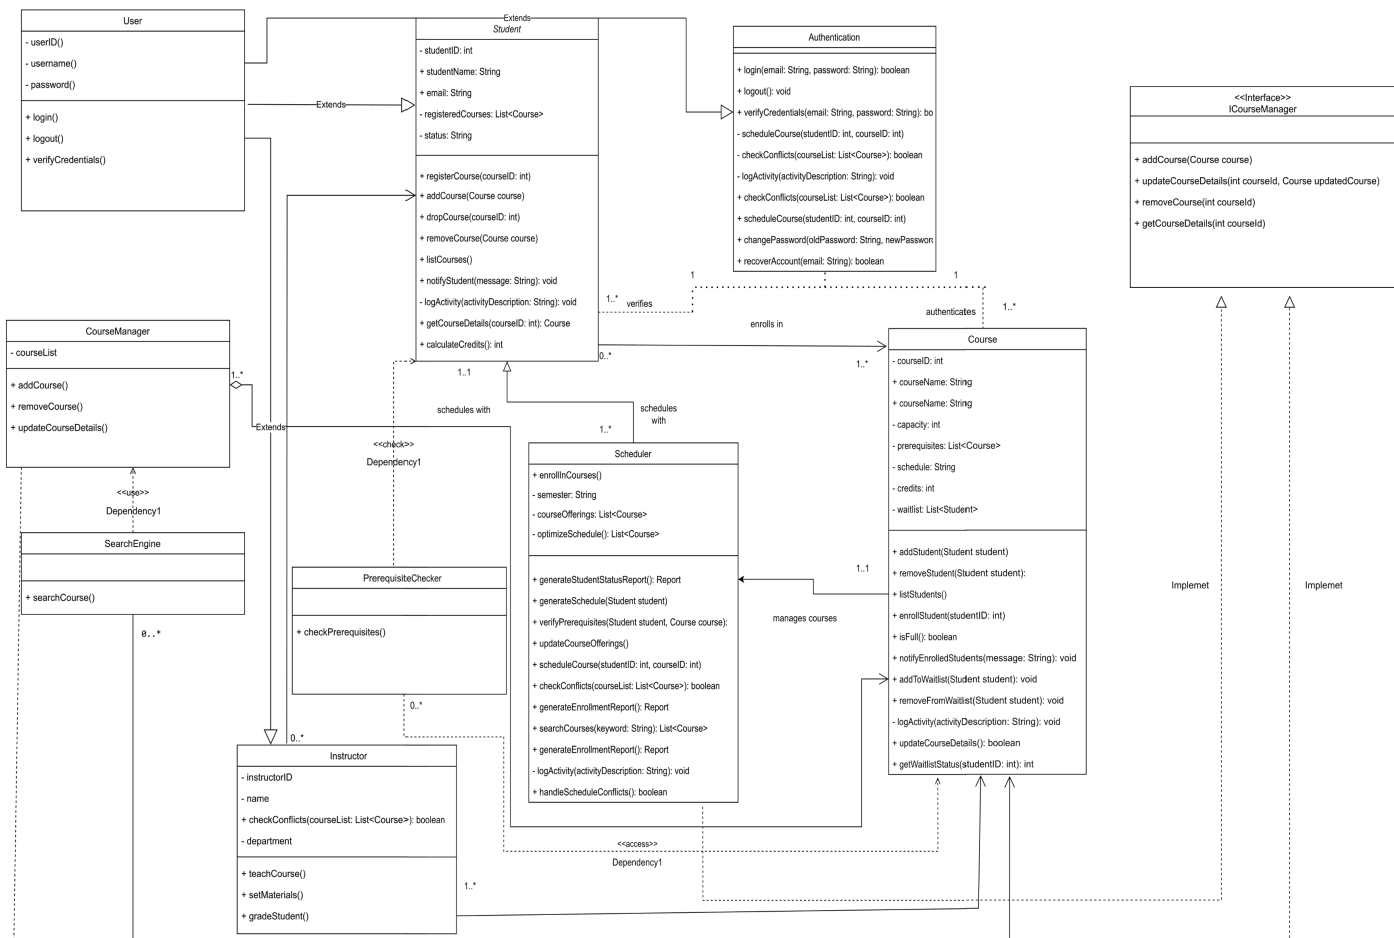 User
- userID()
- username()
- password()
+ login()
+ logout()
+ verifyCredentials()
Extends
Extends
Student
- studentID: int
+ studentName: String
+ email: String
- registeredCourses: List<Course>
- status: String
+ registerCourse(courseID: int)
+ addCourse(Course course)
+ dropCourse(courseID: int)
+ removeCourse(Course course)
+ listCourses()
+ notifyStudent(message: String): void
- logActivity(activityDescription: String): void
+ getCourseDetails(courseID: int): Course
+ calculateCredits(): int
Authentication
+ login(email: String, password: String): boolean
+ logout(): void
+ verifyCredentials(email: String, password: String): bo
- scheduleCourse(studentID: int, courseID: int)
- checkConflicts(courseList: List<Course>): boolean
- logActivity(activityDescription: String): void
+ checkConflicts(courseList: List<Course>): boolean
+ scheduleCourse(studentID: int, courseID: int)
+ changePassword(oldPassword: String, newPassword
+ recoverAccount(email: String): boolean
<<Interface>>
ICourseManager
+ addCourse(Course course)
+ updateCourseDetails(int courseId, Course updatedCourse)
+ removeCourse(int courseId)
+ getCourseDetails(int courseId)
1
1
1..*
verifies
authenticates
1..*
enrolls in
0..*
1..*
CourseManager
- courseList
+ addCourse()
+ removeCourse()
+ updateCourseDetails()
1..*
Extends
<<use>>
Dependency1
SearchEngine
+ searchCourse()
0..*
1..1
schedules with
schedules
with
1..*
<<check>>
Dependency1
PrerequisiteChecker
+ checkPrerequisites()
0..*
Scheduler
+ enrollInCourses()
- semester: String
- courseOfferings: List<Course>
- optimizeSchedule(): List<Course>
+ generateStudentStatusReport(): Report
+ generateSchedule(Student student)
+ verifyPrerequisites(Student student, Course course):
+ updateCourseOfferings()
+ scheduleCourse(studentID: int, courseID: int)
+ checkConflicts(courseList: List<Course>): boolean
+ generateEnrollmentReport(): Report
+ searchCourses(keyword: String): List<Course>
+ generateEnrollmentReport(): Report
- logActivity(activityDescription: String): void
+ handleScheduleConflicts(): boolean
Course
- courseID: int
+ courseName: String
+ courseName: String
- capacity: int
- prerequisites: List<Course>
- schedule: String
- credits: int
- waitlist: List<Student>
+ addStudent(Student student)
+ removeStudent(Student student):
+ listStudents()
+ enrollStudent(studentID: int)
+ isFull(): boolean
+ notifyEnrolledStudents(message: String): void
+ addToWaitlist(Student student): void
+ removeFromWaitlist(Student student): void
- logActivity(activityDescription: String): void
+ updateCourseDetails(): boolean
+ getWaitlistStatus(studentID: int): int
1..1
manages courses
Implemet
Implemet
0..*
Instructor
- instructorID
- name
+ checkConflicts(courseList: List<Course>): boolean
- department
+ teachCourse()
+ setMaterials()
+ gradeStudent()
1..*
<<access>>
Dependency1